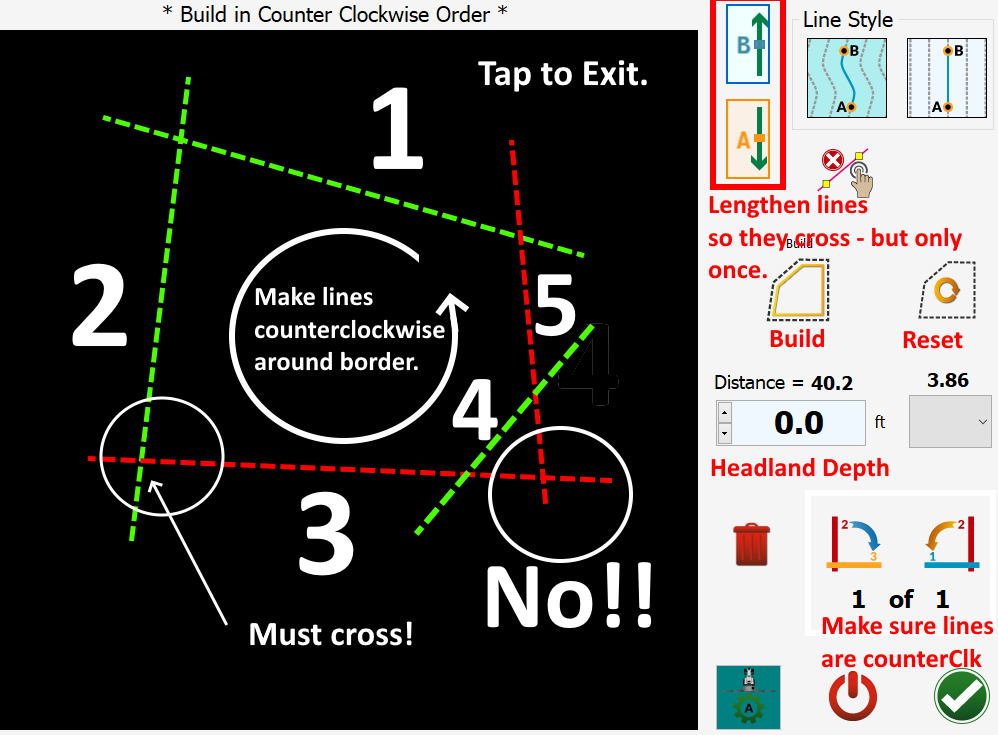 * Build in Counter Clockwise Order *
Tap to Exit.
1
2
Make lines
counterclockwise
around border.
5
4
4
3
Must cross!
No!!
B
A
Line Style
B
A
B
A
Lengthen lines
so they cross - but only
once.
Build
Build
Reset
Distance = 40.2
3.86
0.0 ft
Headland Depth
2 3
2 1
1 of 1
Make sure lines
are counterClk
A